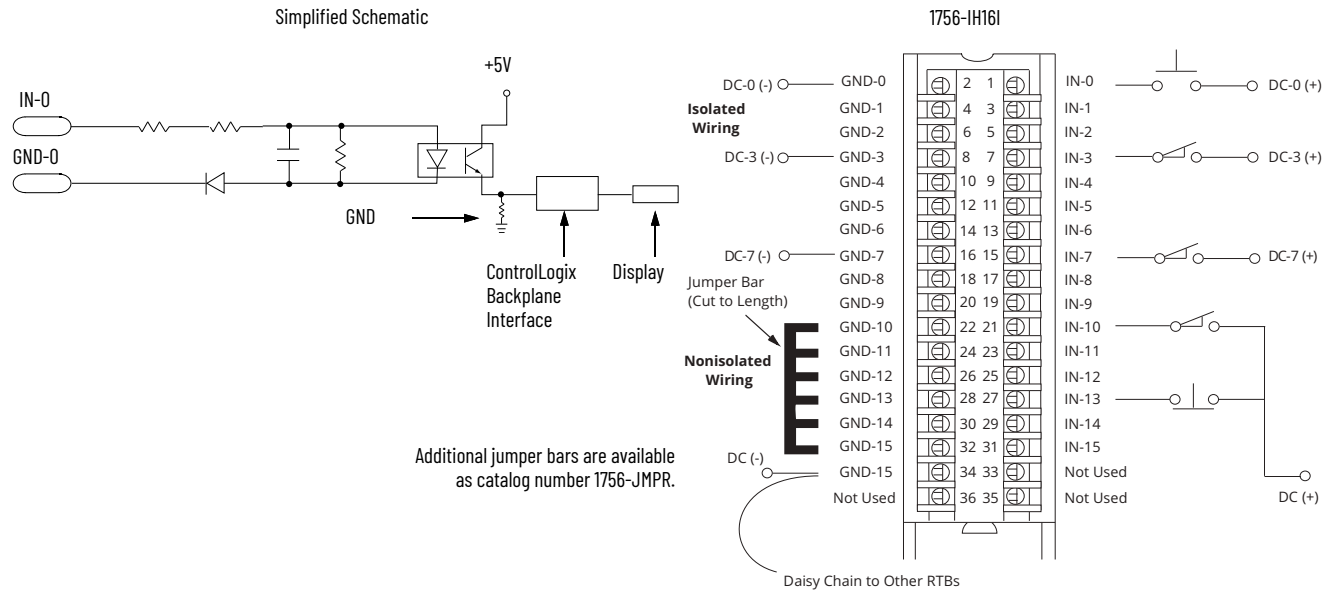 Simplified Schematic
+5V
IN-0
GND-0
GND
ControlLogix
Backplane
Interface
Display
Additional jumper bars are available
as catalog number 1756-JMPR.
1756-IH16I
DC-0 (-)
GND-0
2 1
IN-0
DC-0 (+)
Isolated
Wiring
GND-1
4 3
IN-1
GND-2
6 5
IN-2
DC-3 (-)
GND-3
8 7
IN-3
DC-3 (+)
GND-4
10 9
IN-4
GND-5
12 11
IN-5
GND-6
14 13
IN-6
DC-7 (-)
GND-7
16 15
IN-7
DC-7 (+)
Jumper Bar
(Cut to Length)
GND-8
18 17
IN-8
GND-9
20 19
IN-9
GND-10
22 21
IN-10
Nonisolated
Wiring
GND-11
24 23
IN-11
GND-12
26 25
IN-12
GND-13
28 27
IN-13
GND-14
30 29
IN-14
GND-15
32 31
IN-15
DC (-)
GND-15
34 33
Not Used
Not Used
36 35
Not Used
DC (+)
Daisy Chain to Other RTBs